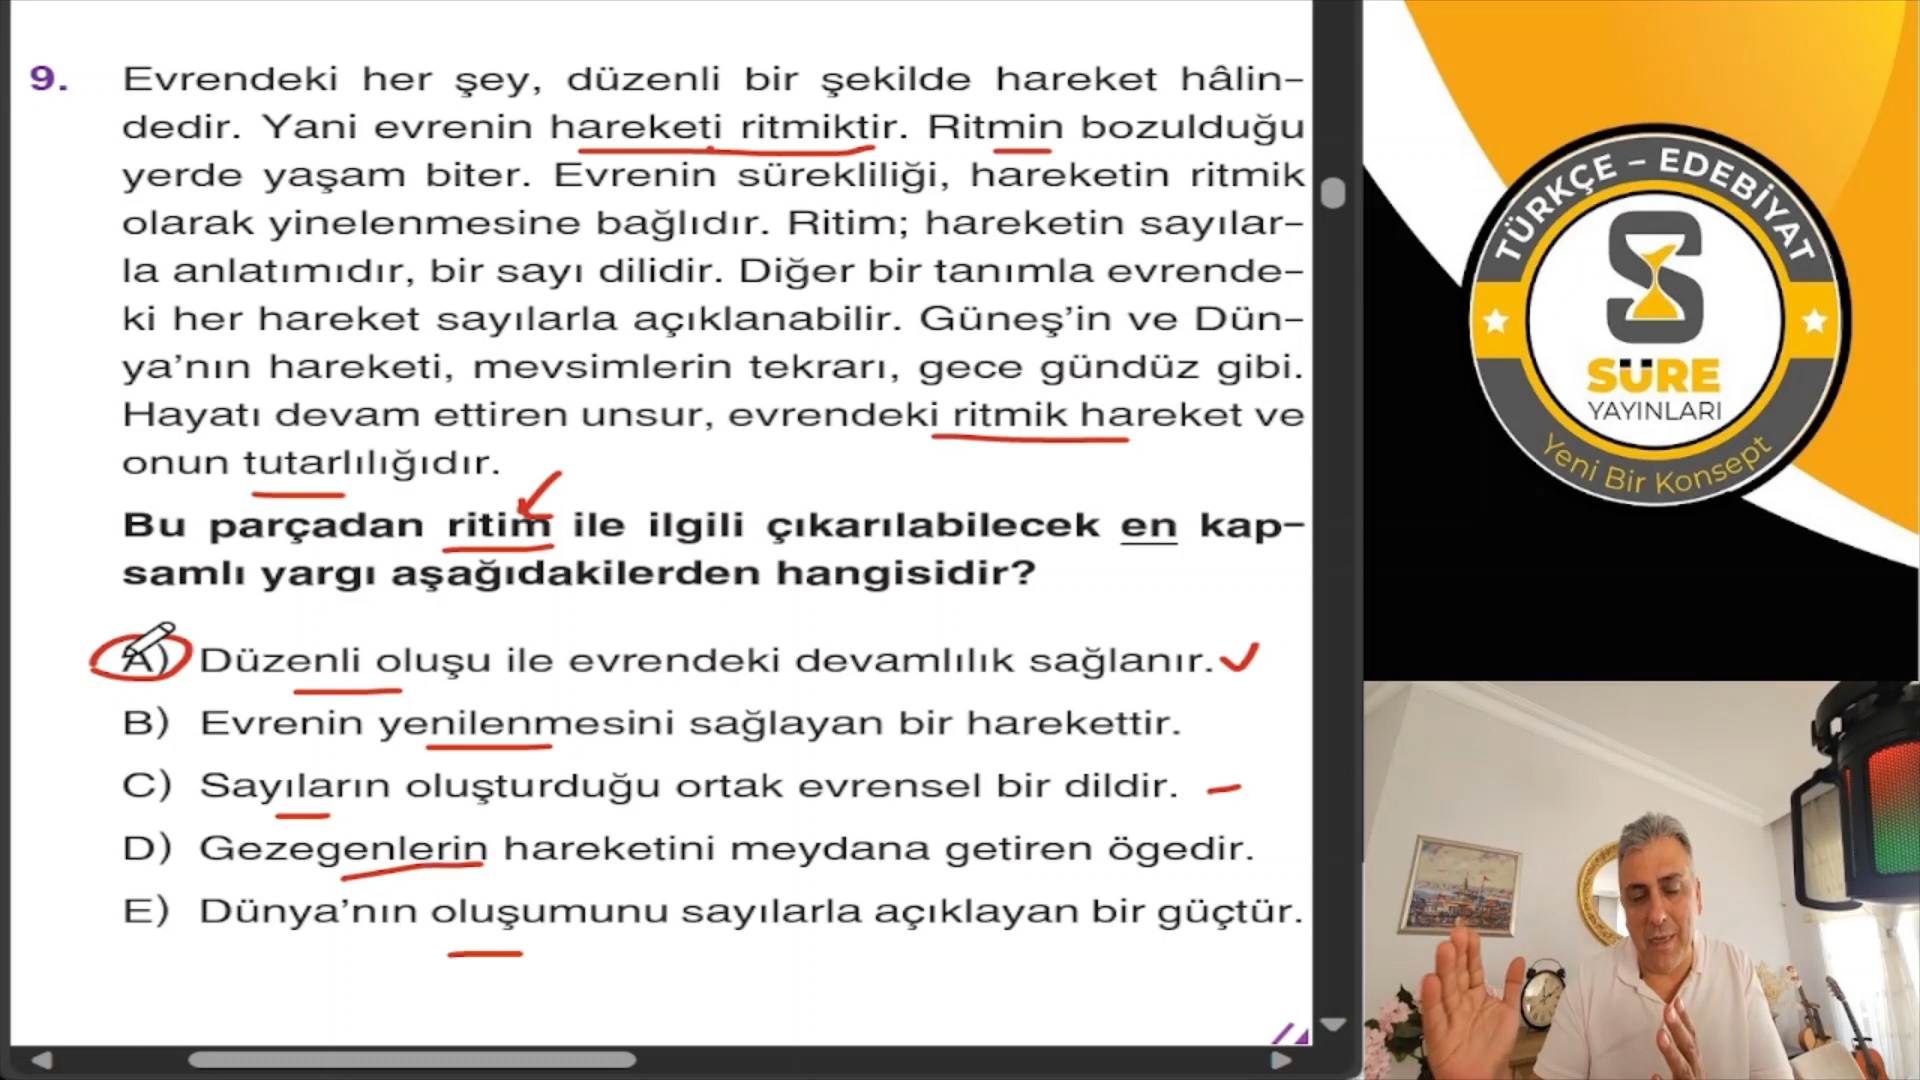 9. Evrendeki her şey, düzenli bir şekilde hareket hâlin-
dedir. Yani evrenin hareketi ritmiktir. Ritmin bozulduğu
yerde yaşam biter. Evrenin sürekliliği, hareketin ritmik
olarak yinelenmesine bağlıdır. Ritim; hareketin sayılar-
la anlatımıdır, bir sayı dilidir. Diğer bir tanımla evrende-
ki her hareket sayılarla açıklanabilir. Güneş’in ve Dün-
ya’nın hareketi, mevsimlerin tekrarı, gece gündüz gibi.
Hayatı devam ettiren unsur, evrendeki ritmik hareket ve
onun tutarlılığıdır.
Bu parçadan ritim ile ilgili çıkarılabilecek en kap-
samlı yargı aşağıdakilerden hangisidir?
A) Düzenli oluşu ile evrendeki devamlılık sağlanır.
B) Evrenin yenilenmesini sağlayan bir harekettir.
C) Sayıların oluşturduğu ortak evrensel bir dildir.
D) Gezegenlerin hareketini meydana getiren ögedir.
E) Dünya’nın oluşumunu sayılarla açıklayan bir güçtür.
TÜRKÇE – EDEBİYAT
SÜRE
YAYINLARI
Yeni Bir Konsept